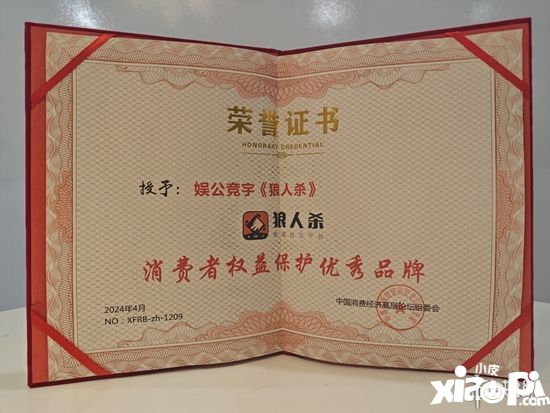 荣誉证书
HONORARY CREDENTIAL
授予：娱公竞宇《狼人杀》
狼人杀
消费者权益保护优秀品牌
2024年4月
NO：XFRB-zh-1209
中国消费经济高层论坛组委会
小皮
xiaopi.com